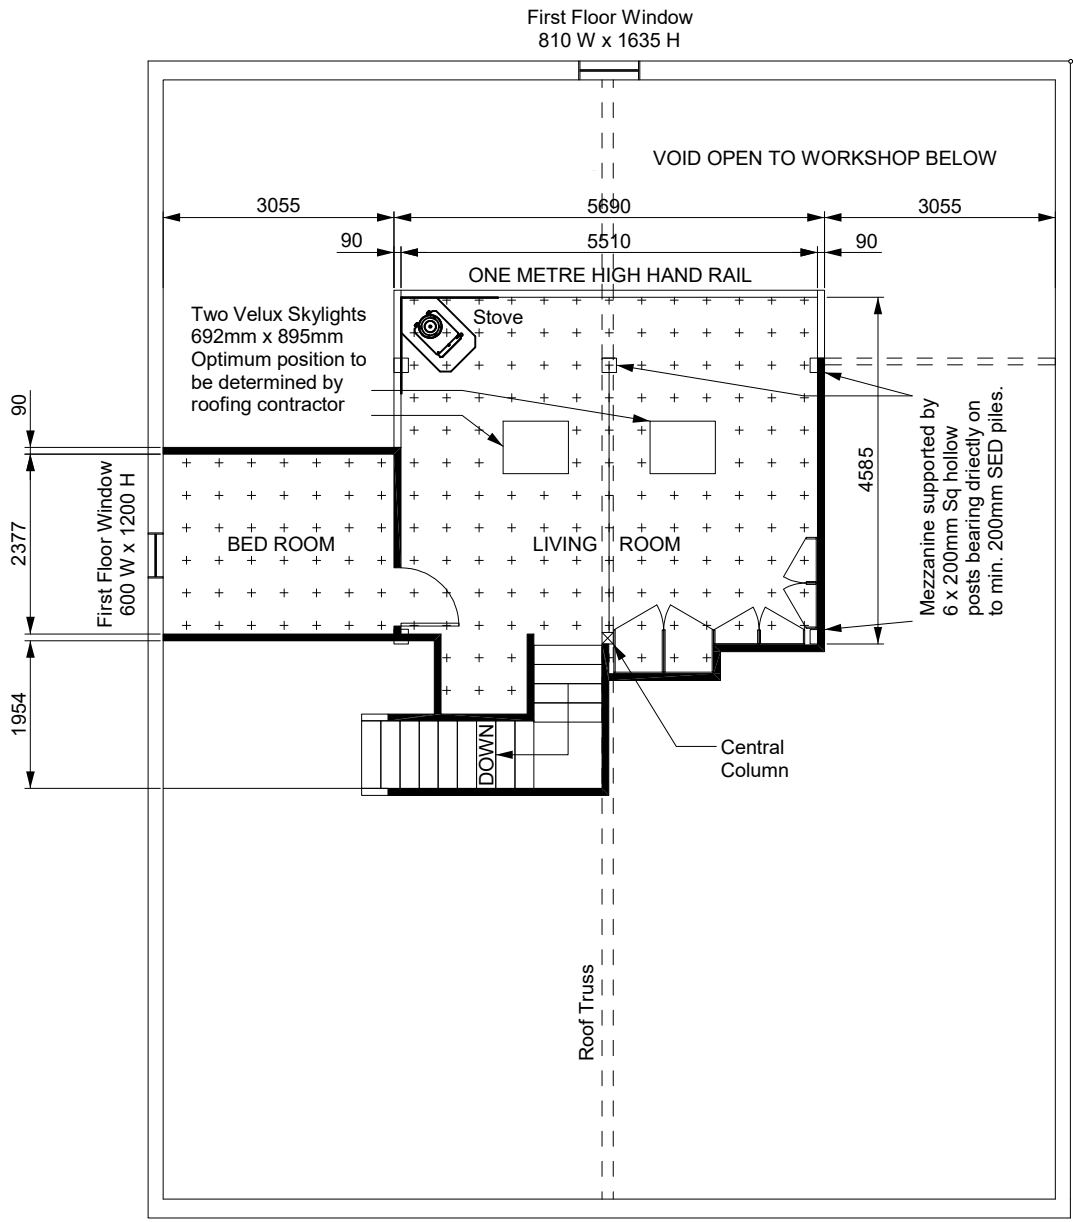 First Floor Window
810 W x 1635 H
VOID OPEN TO WORKSHOP BELOW
3055
5690
3055
90
5510
90
ONE METRE HIGH HAND RAIL
Two Velux Skylights
692mm x 895mm
Optimum position to
be determined by
roofing contractor
Stove
90
2377
1954
First Floor Window
600 W x 1200 H
BED ROOM
LIVING ROOM
4585
Mezzanine supported by
6 x 200mm Sq hollow
posts bearing driectly on
to min. 200mm SED piles.
DOWN
Central
Column
Roof Truss